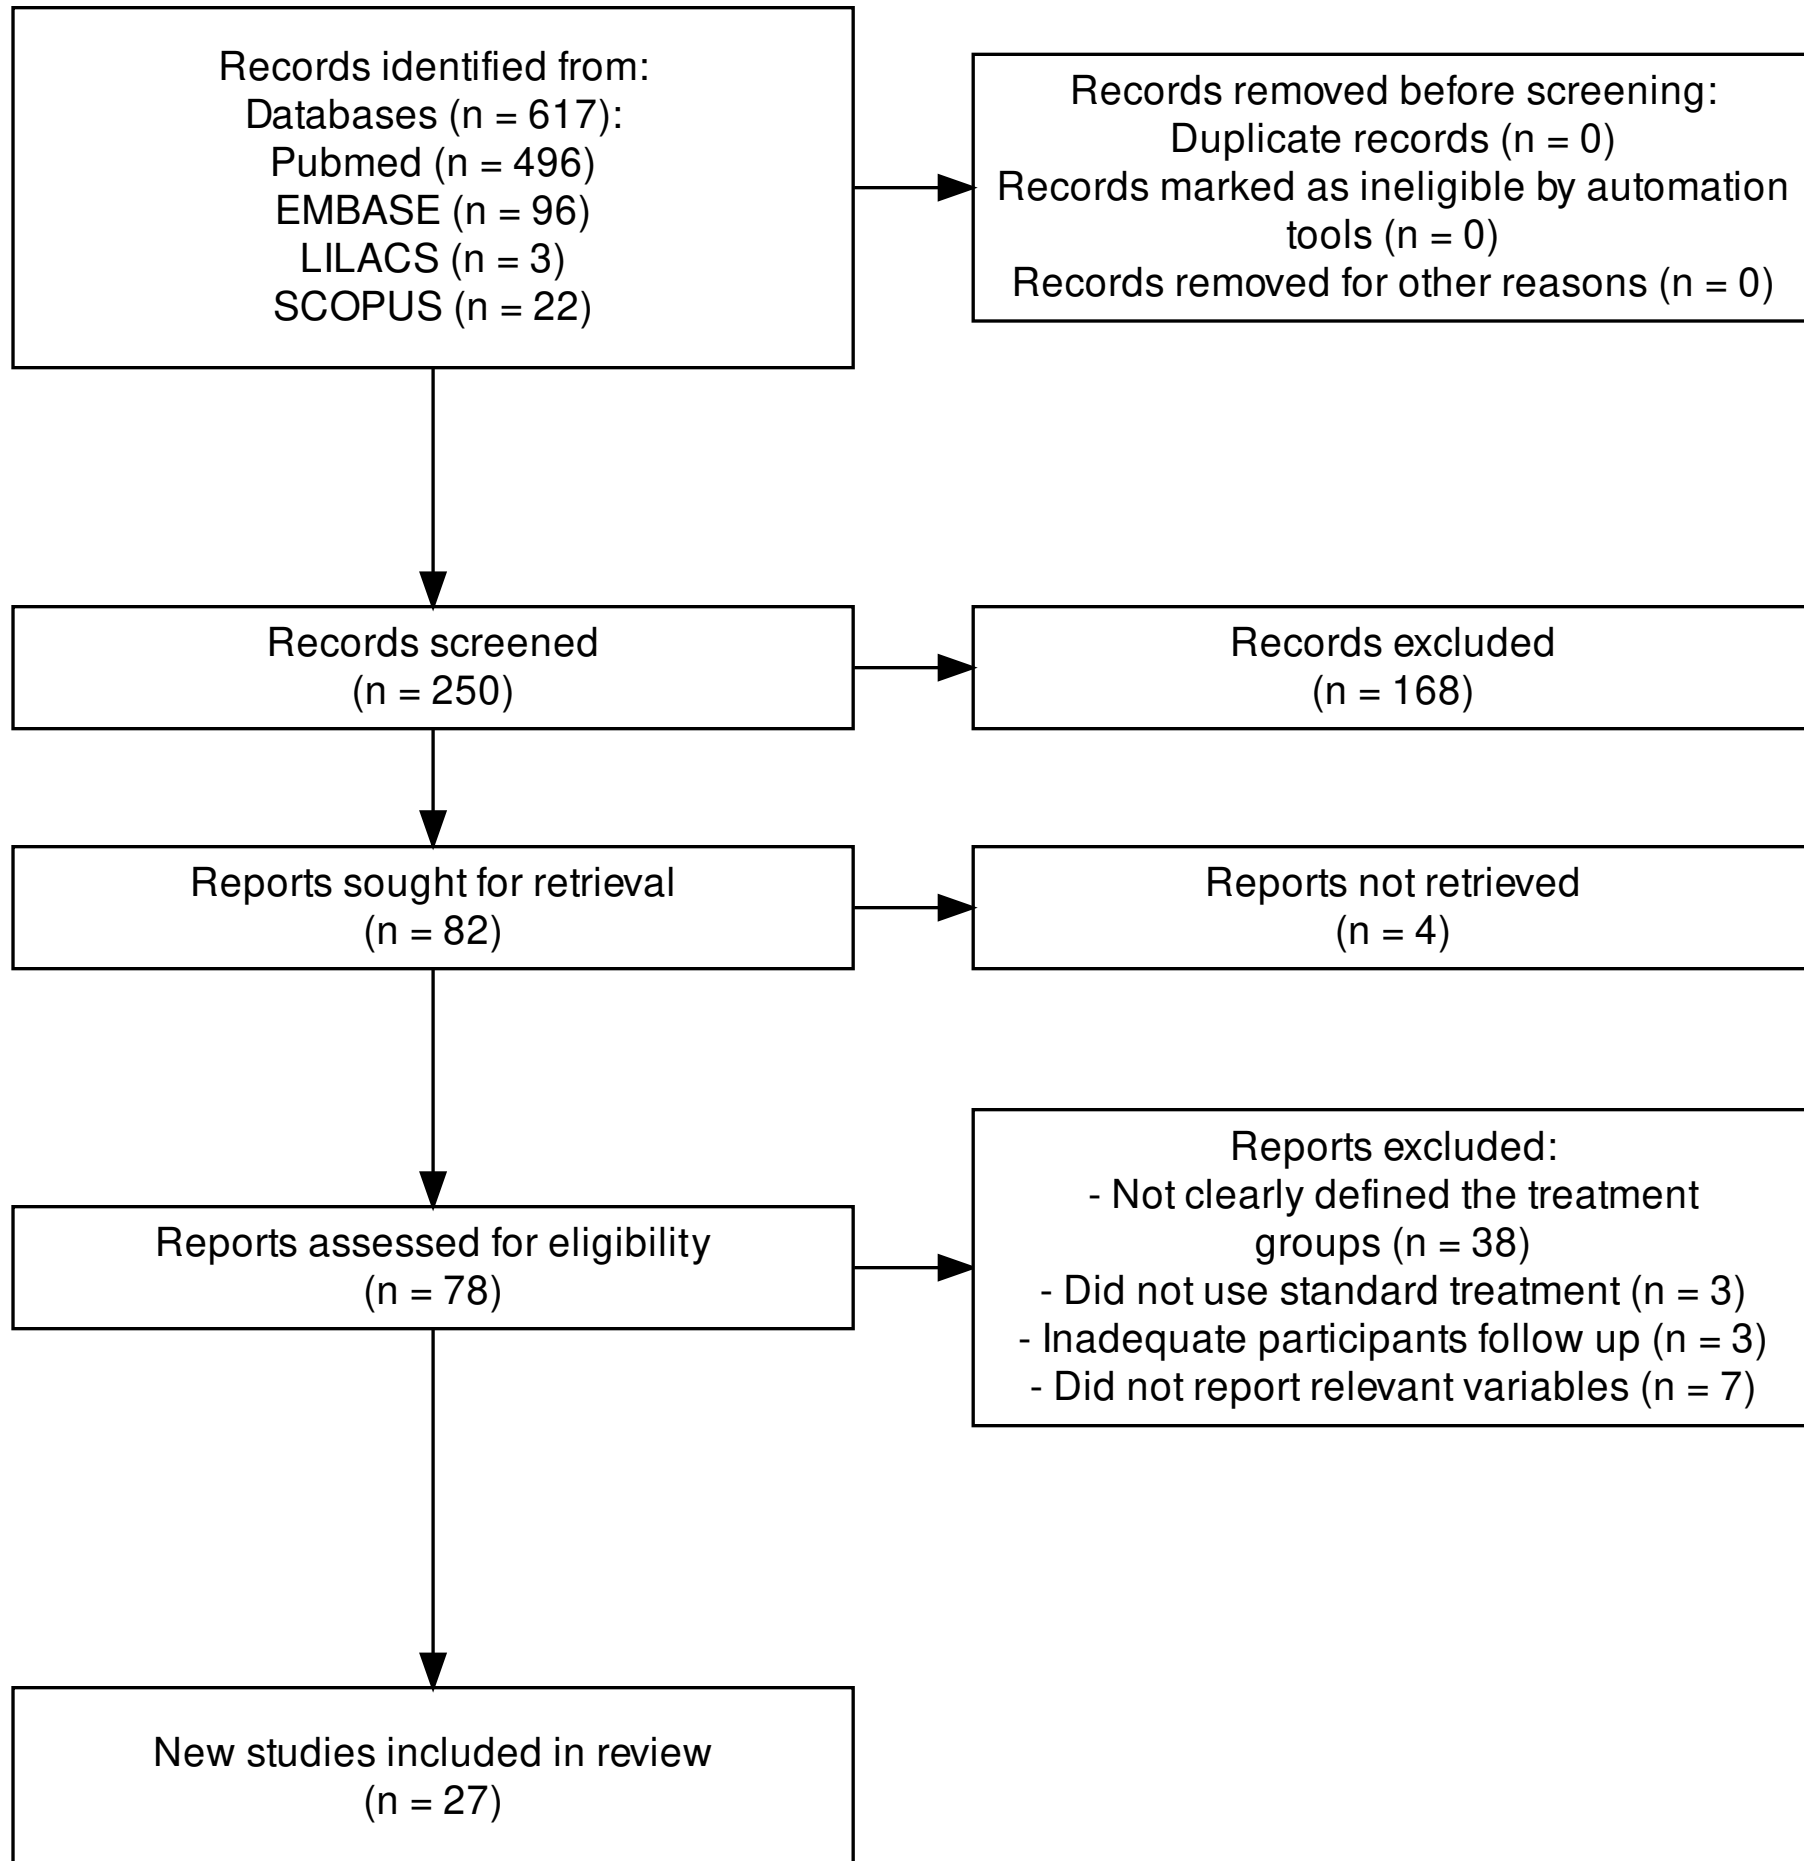 Records identified from:
Databases (n = 617):
Pubmed (n = 496)
EMBASE (n = 96)
LILACS (n = 3)
SCOPUS (n = 22)
Records removed before screening:
Duplicate records (n = 0)
Records marked as ineligible by automation
tools (n = 0)
Records removed for other reasons (n = 0)
Records screened
(n = 250)
Records excluded
(n = 168)
Reports sought for retrieval
(n = 82)
Reports not retrieved
(n = 4)
Reports assessed for eligibility
(n = 78)
Reports excluded:
- Not clearly defined the treatment
groups (n = 38)
- Did not use standard treatment (n = 3)
- Inadequate participants follow up (n = 3)
- Did not report relevant variables (n = 7)
New studies included in review
(n = 27)